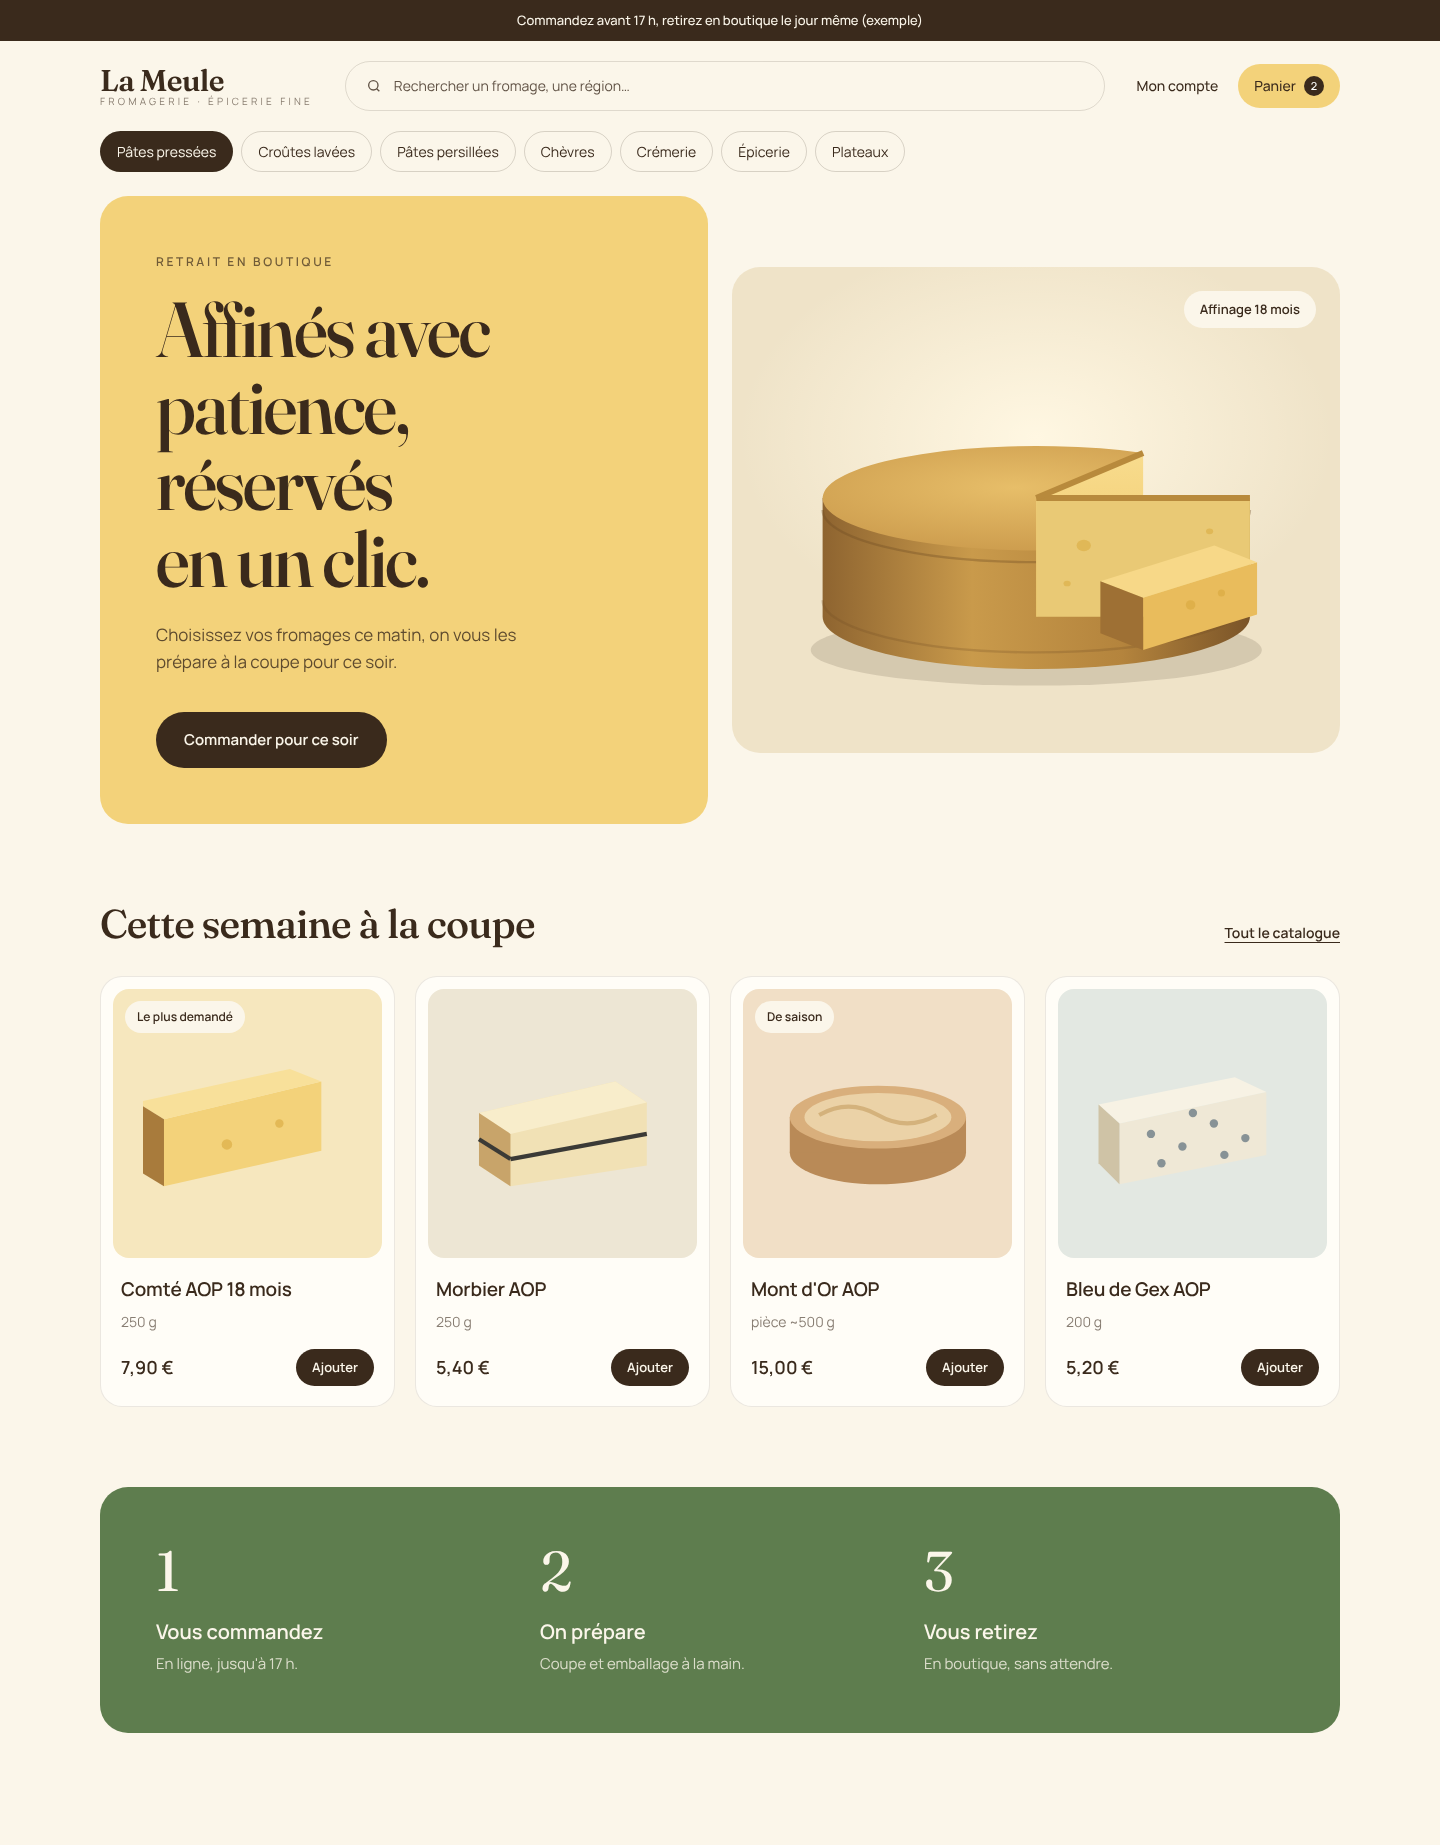 Commandez avant 17 h, retirez en boutique le jour même (exemple)
La Meule
FROMAGERIE · ÉPICERIE FINE
Rechercher un fromage, une région…
Mon compte
Panier 2
Pâtes pressées
Croûtes lavées
Pâtes persillées
Chèvres
Crémerie
Épicerie
Plateaux
RETRAIT EN BOUTIQUE
Affinés avec
patience,
réservés
en un clic.
Choisissez vos fromages ce matin, on vous les
prépare à la coupe pour ce soir.
Commander pour ce soir
Affinage 18 mois
Cette semaine à la coupe
Tout le catalogue
Le plus demandé
Comté AOP 18 mois
250 g
7,90 €
Ajouter
Morbier AOP
250 g
5,40 €
Ajouter
De saison
Mont d'Or AOP
pièce ~500 g
15,00 €
Ajouter
Bleu de Gex AOP
200 g
5,20 €
Ajouter
1
Vous commandez
En ligne, jusqu'à 17 h.
2
On prépare
Coupe et emballage à la main.
3
Vous retirez
En boutique, sans attendre.